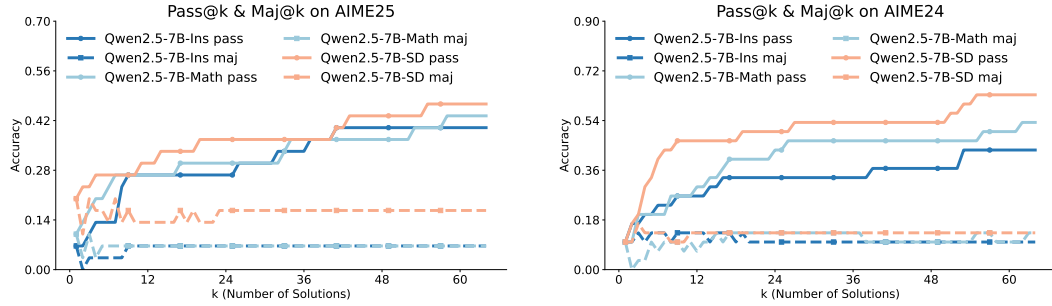 Pass@k & Maj@k on AIME25
0.70
0.56
0.42
0.28
0.14
0.00
Accuracy
Qwen2.5-7B-Ins pass
Qwen2.5-7B-Ins maj
Qwen2.5-7B-Math pass
Qwen2.5-7B-Math maj
Qwen2.5-7B-SD pass
Qwen2.5-7B-SD maj
0 12 24 36 48 60
k (Number of Solutions)
Pass@k & Maj@k on AIME24
0.90
0.72
0.54
0.36
0.18
0.00
Accuracy
Qwen2.5-7B-Ins pass
Qwen2.5-7B-Ins maj
Qwen2.5-7B-Math pass
Qwen2.5-7B-Math maj
Qwen2.5-7B-SD pass
Qwen2.5-7B-SD maj
0 12 24 36 48 60
k (Number of Solutions)